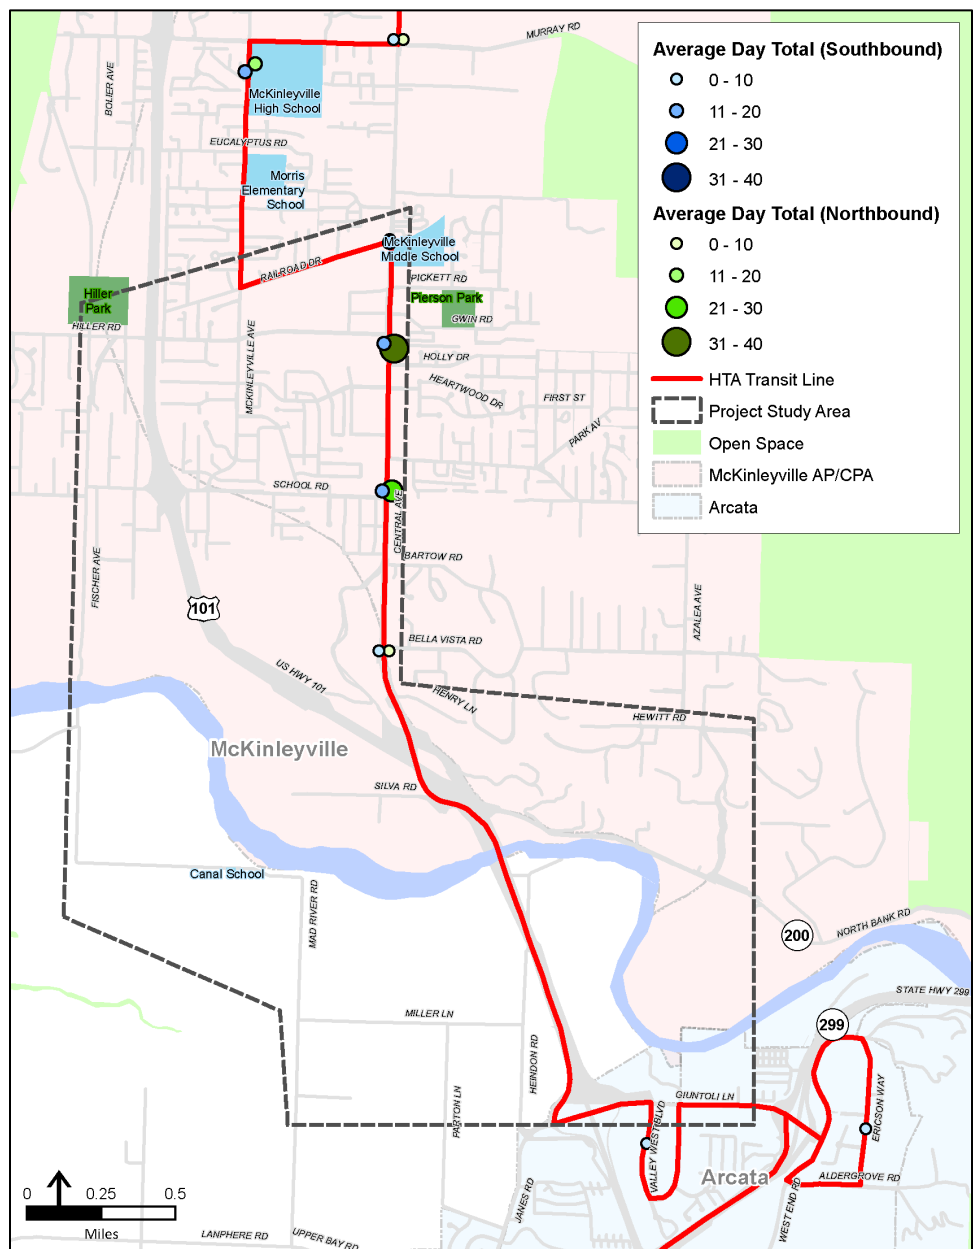 MURRAY RD
BOLIER AVE
McKinleyville
High School
EUCALYPTUS RD
Morris
Elementary
School
McKinleyville
Middle School
RAILROAD DR
PICKETT RD
Hiller
Park
Pierson Park
GWIN RD
HILLER RD
MCKINLEYVILLE AVE
HOLLY DR
HEARTWOOD DR
FIRST ST
PARK AV
SCHOOL RD
CENTRAL AVE
BARTOW RD
FISCHER AVE
AZALEA AVE
101
BELLA VISTA RD
US HWY 101
HENRY LN
HEWITT RD
McKinleyville
SILVA RD
Canal School
MAD RIVER RD
200
NORTH BANK RD
STATE HWY 299
MILLER LN
299
HEINDON RD
PARTON LN
GIUNTOLI LN
VALLEY WEST BLVD
ERICSON WAY
Arcata
ALDERGROVE RD
JANES RD
WEST END RD
LANPHERE RD
UPPER BAY RD
0 0.25 0.5
Miles
Average Day Total (Southbound)
0 - 10
11 - 20
21 - 30
31 - 40
Average Day Total (Northbound)
0 - 10
11 - 20
21 - 30
31 - 40
HTA Transit Line
Project Study Area
Open Space
McKinleyville AP/CPA
Arcata